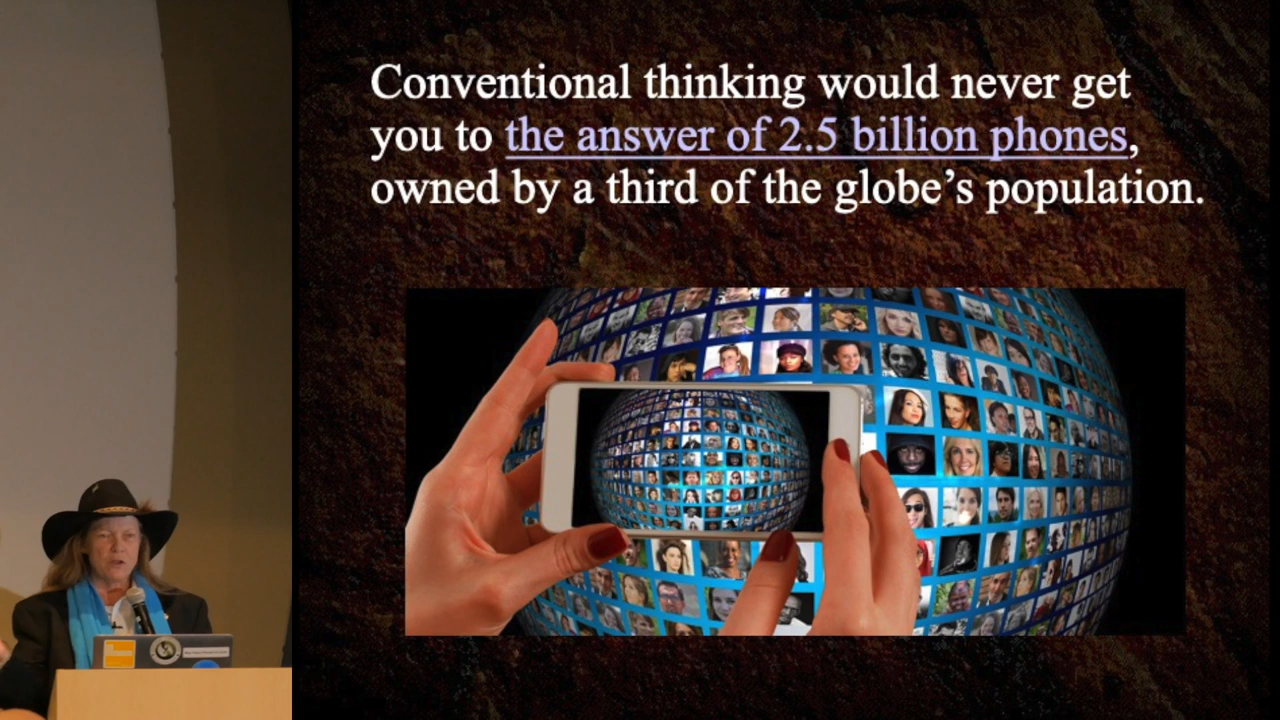 Conventional thinking would never get
you to the answer of 2.5 billion phones,
owned by a third of the globe’s population.